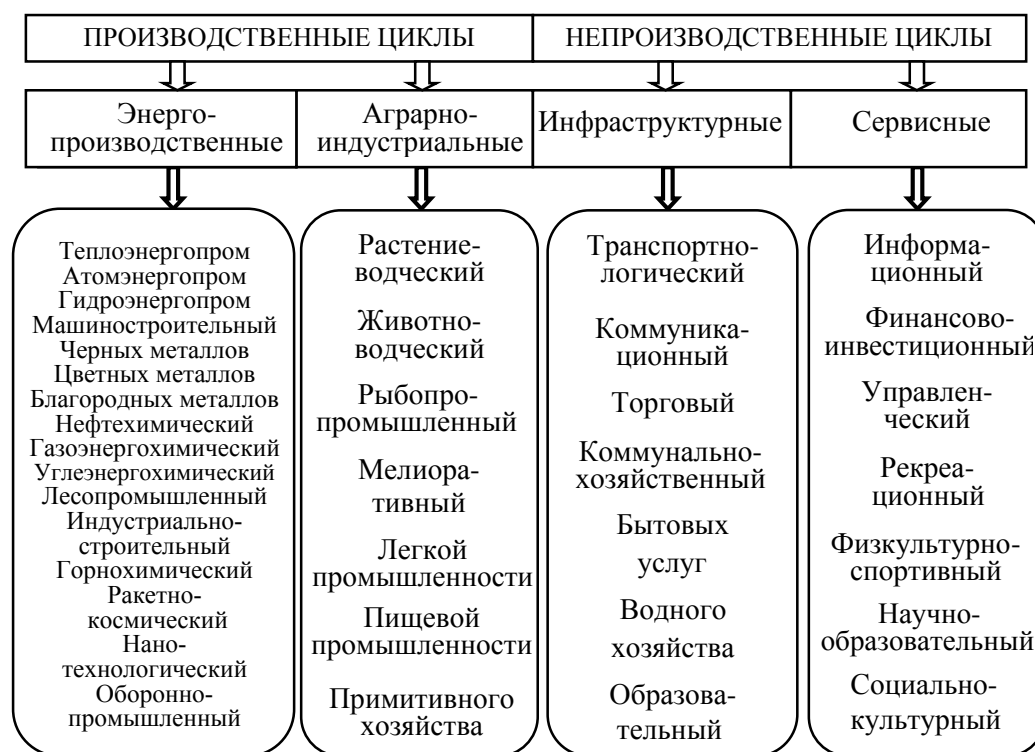 ПРОИЗВОДСТВЕННЫЕ ЦИКЛЫ
НЕПРОИЗВОДСТВЕННЫЕ ЦИКЛЫ
Энерго-
производственные
Аграрно-
индустриальные
Инфраструктурные
Сервисные
Теплоэнергопром
Атомэнергопром
Гидроэнергопром
Машиностроительный
Черных металлов
Цветных металлов
Благородных металлов
Нефтехимический
Газоэнергохимический
Углеэнергохимический
Лесопромышленный
Индустриально-
строительный
Горнохимический
Ракетно-
космический
Нано-
технологический
Оборонно-
промышленный
Растение-
водческий
Животно-
водческий
Рыбопро-
промышленный
Мелиора-
тивный
Легкой
промышленности
Пищевой
промышленности
Примитивного
хозяйства
Транспортно-
логический
Коммуника-
ционный
Торговый
Коммунально-
хозяйственный
Бытовых
услуг
Водного
хозяйства
Образова-
тельный
Информа-
ционный
Финансово-
инвестиционный
Управлен-
ческий
Рекреа-
ционный
Физкультурно-
спортивный
Научно-
образовательный
Социально-
культурный